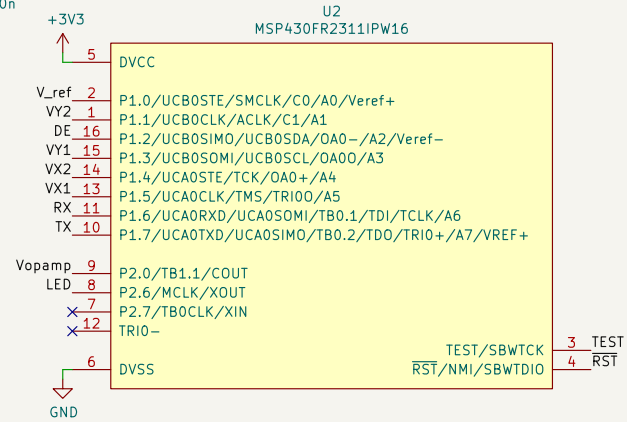 On
+3V3
U2
MSP430FR2311IPW16
5 DVCC
V_ref 2 P1.0/UCB0STE/SMCLK/C0/A0/Veref+
VY2 1 P1.1/UCB0CLK/ACLK/C1/A1
DE 16 P1.2/UCB0SIMO/UCB0SDA/OA0-/A2/Veref-
VY1 15 P1.3/UCB0SOMI/UCB0SCL/OA0O/A3
VX2 14 P1.4/UCA0STE/TCK/OA0+/A4
VX1 13 P1.5/UCA0CLK/TMS/TRI0O/A5
RX 11 P1.6/UCA0RXD/UCA0SOMI/TB0.1/TDI/TCLK/A6
TX 10 P1.7/UCA0TXD/UCA0SIMO/TB0.2/TDO/TRI0+/A7/VREF+
Vopamp 9 P2.0/TB1.1/COUT
LED 8 P2.6/MCLK/XOUT
7 P2.7/TB0CLK/XIN
12 TRI0-
TEST/SBWTCK 3 TEST
RST/NMI/SBWTDIO 4 RST
6 DVSS
GND